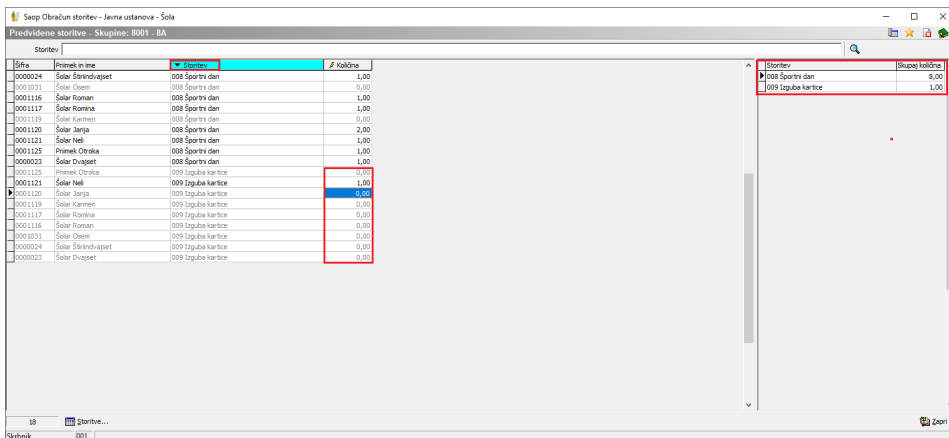 Saop Obračun storitev - Javna ustanova - Šola
Predvidene storitve - Skupine: 8001 - 8A
Storitev
Šifra Priimek in ime Storitev Količina
0000024 Šolar Štiriindvajset 008 Športni dan 1,00
0001031 Šolar Osem 008 Športni dan 0,00
0001116 Šolar Roman 008 Športni dan 1,00
0001117 Šolar Romina 008 Športni dan 1,00
0001119 Šolar Karmen 008 Športni dan 0,00
0001120 Šolar Janja 008 Športni dan 2,00
0001121 Šolar Neli 008 Športni dan 1,00
0001125 Priimek Otroka 008 Športni dan 1,00
0000023 Šolar Dvajset 008 Športni dan 1,00
0001125 Priimek Otroka 009 Izguba kartice 0,00
0001121 Šolar Neli 009 Izguba kartice 1,00
0001120 Šolar Janja 009 Izguba kartice 0,00
0001119 Šolar Karmen 009 Izguba kartice 0,00
0001117 Šolar Romina 009 Izguba kartice 0,00
0001116 Šolar Roman 009 Izguba kartice 0,00
0001031 Šolar Osem 009 Izguba kartice 0,00
0000024 Šolar Štiriindvajset 009 Izguba kartice 0,00
0000023 Šolar Dvajset 009 Izguba kartice 0,00
Storitev Skupaj količina
008 Športni dan 8,00
009 Izguba kartice 1,00
18 Storitve... Zapri
Skrbnik 001